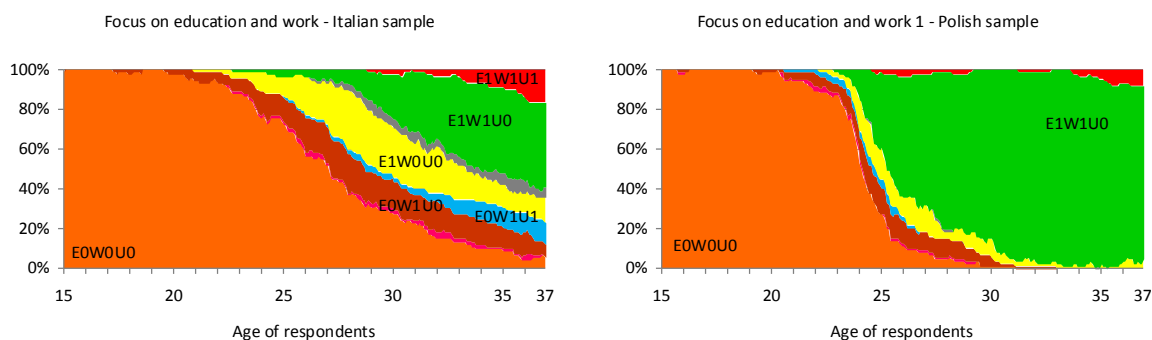 Focus on education and work - Italian sample
100%
80%
60%
40%
20%
0%
E1W1U1
E1W1U0
E1W0U0
E0W1U0
E0W1U1
E0W0U0
15 20 25 30 35 37
Age of respondents
Focus on education and work 1 - Polish sample
100%
80%
60%
40%
20%
0%
E1W1U0
E0W0U0
15 20 25 30 35 37
Age of respondents